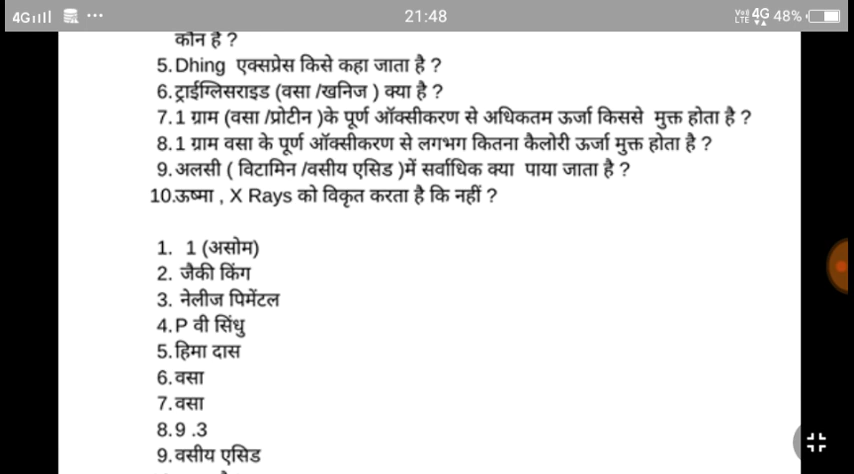 4G
21:48
VoLTE 4G 48%
कौन है ?
5. Dhing एक्सप्रेस किसे कहा जाता है ?
6. ट्राईग्लिसराइड (वसा /खनिज ) क्या है ?
7.1 ग्राम (वसा /प्रोटीन )के पूर्ण ऑक्सीकरण से अधिकतम ऊर्जा किससे मुक्त होता है ?
8.1 ग्राम वसा के पूर्ण ऑक्सीकरण से लगभग कितना कैलोरी ऊर्जा मुक्त होता है ?
9. अलसी ( विटामिन /वसीय एसिड )में सर्वाधिक क्या पाया जाता है ?
10.ऊष्मा , X Rays को विकृत करता है कि नहीं ?
1. 1 (असोम)
2. जैकी किंग
3. नेलीज पिमेंटल
4. P वी सिंधु
5. हिमा दास
6. वसा
7. वसा
8. 9 .3
9. वसीय एसिड